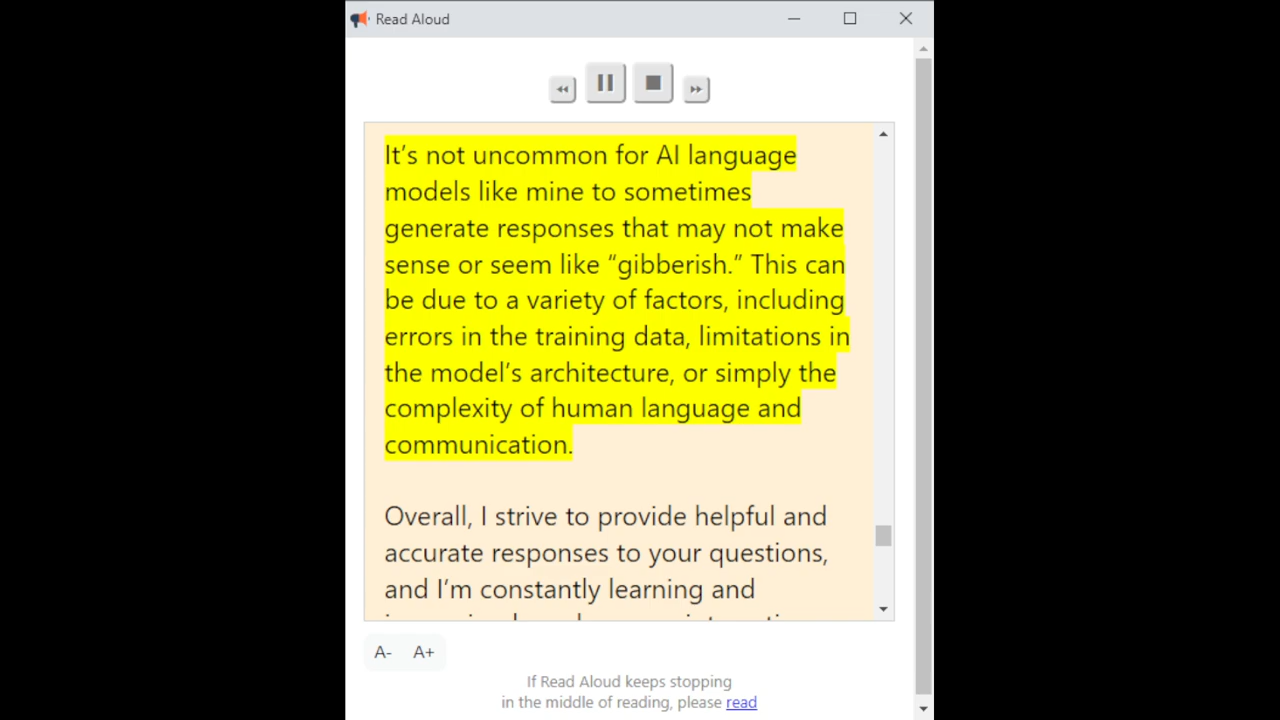 Read Aloud
It’s not uncommon for AI language
models like mine to sometimes
generate responses that may not make
sense or seem like “gibberish.” This can
be due to a variety of factors, including
errors in the training data, limitations in
the model’s architecture, or simply the
complexity of human language and
communication.
Overall, I strive to provide helpful and
accurate responses to your questions,
and I’m constantly learning and
A- A+
If Read Aloud keeps stopping
in the middle of reading, please read